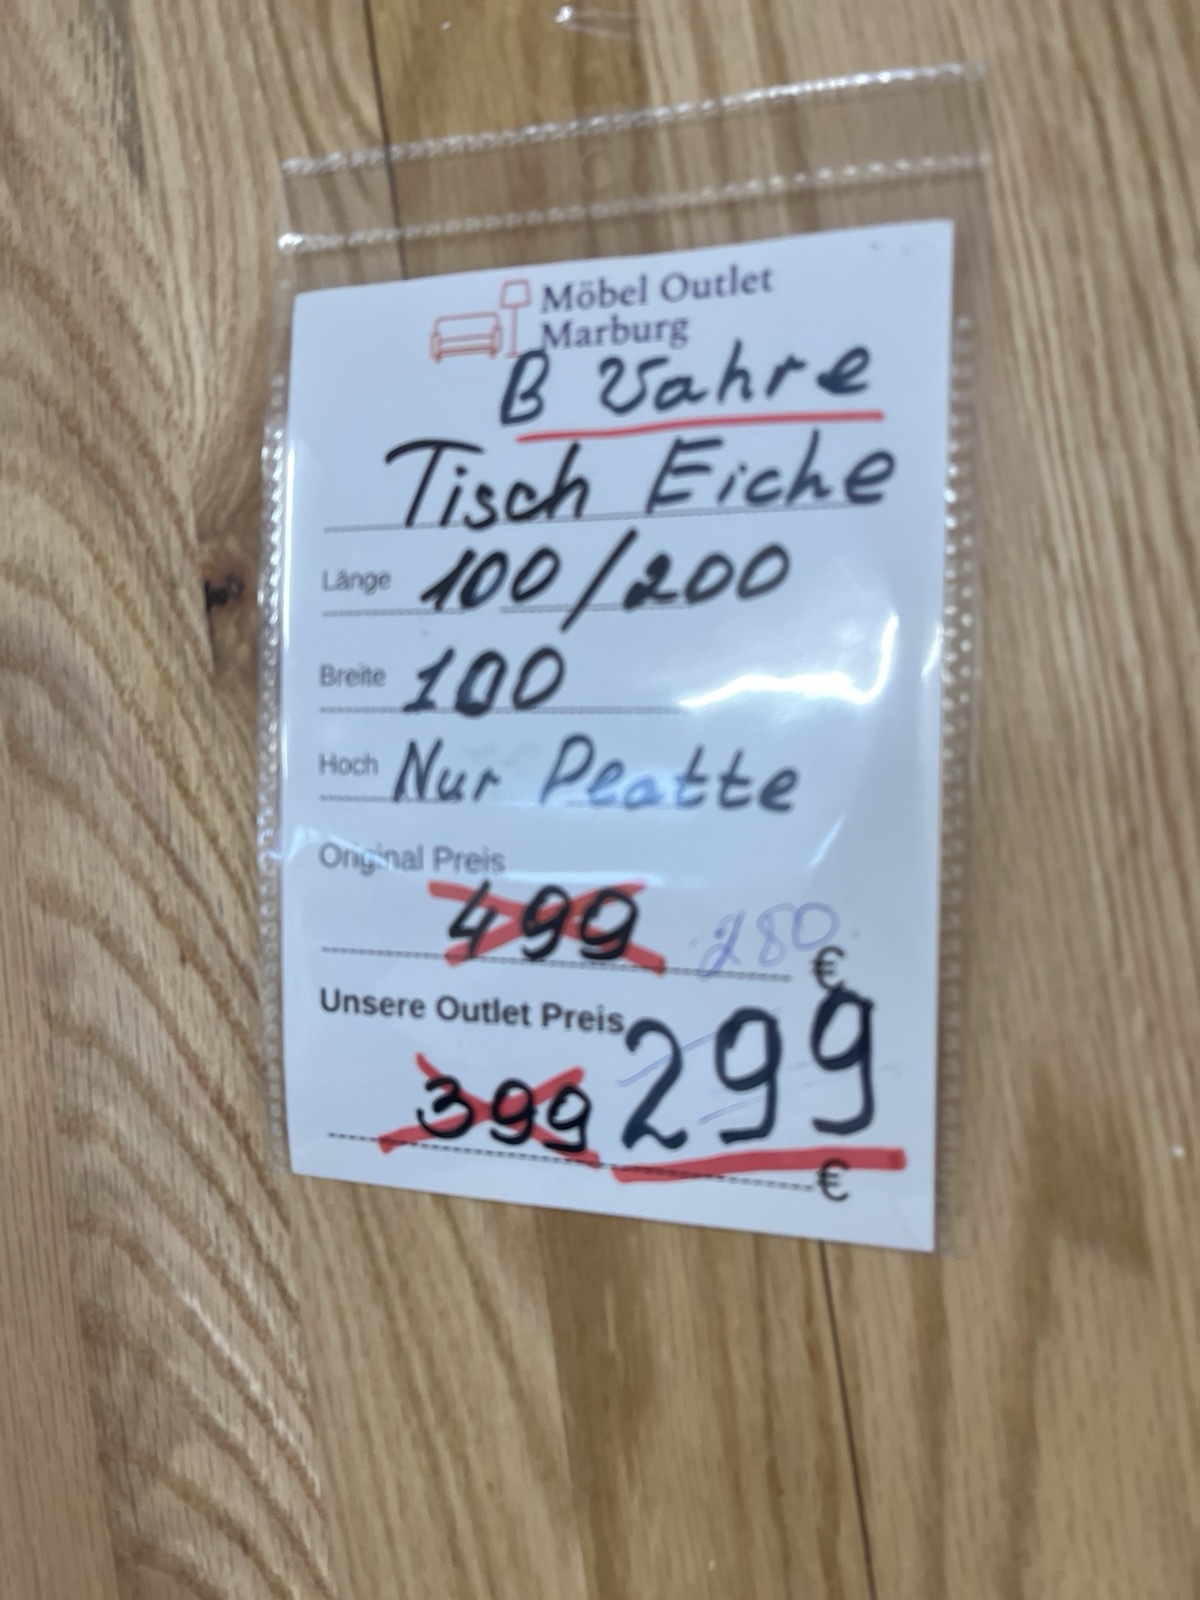 Möbel Outlet
Marburg
B Wahre
Tisch Eiche
Länge 100/200
Breite 100
Hoch Nur Platte
Original Preis
499 280 €
Unsere Outlet Preis
399 299 €